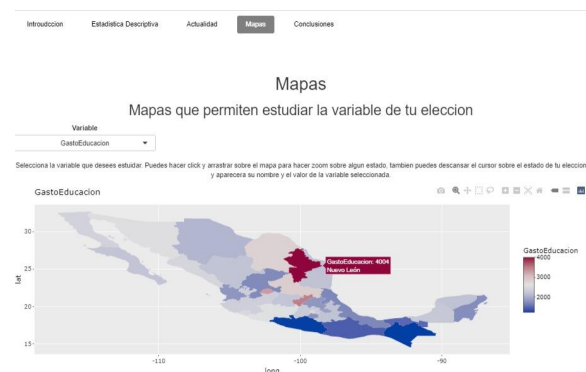 Introudccion Estadística Descriptiva Actualidad Mapas Conclusiones
Mapas
Mapas que permiten estudiar la variable de tu eleccion
Variable
GastoEducacion
Selecciona la variable que desees estuidar. Puedes hacer click y arrastrar sobre el mapa para hacer zoom sobre algun estado, tambien puedes descansar el cursor sobre el estado de tu eleccion
y aparecera su nombre y el valor de la variable seleccionada.
GastoEducacion
GastoEducacion: 4004
Nuevo León
GastoEducacion
4000
3000
2000
30
25
20
15
lat
-110 -100 -90
long